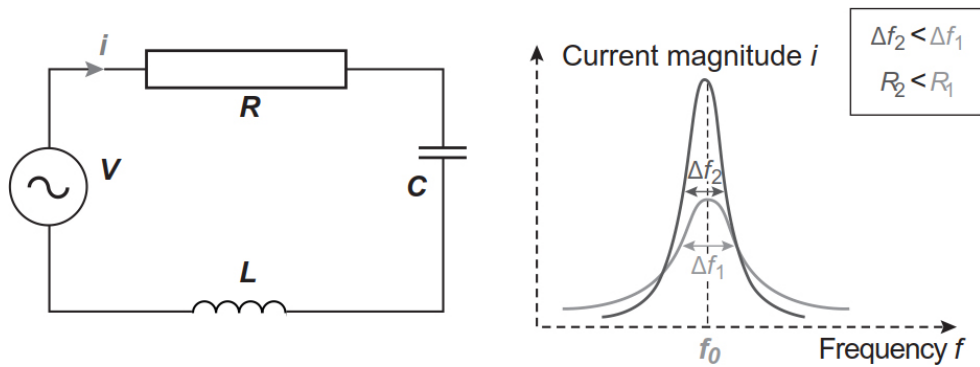 i
R
V
C
L
Current magnitude i
Δf₂ < Δf₁
R₂ < R₁
Δf₂
Δf₁
f₀
Frequency f